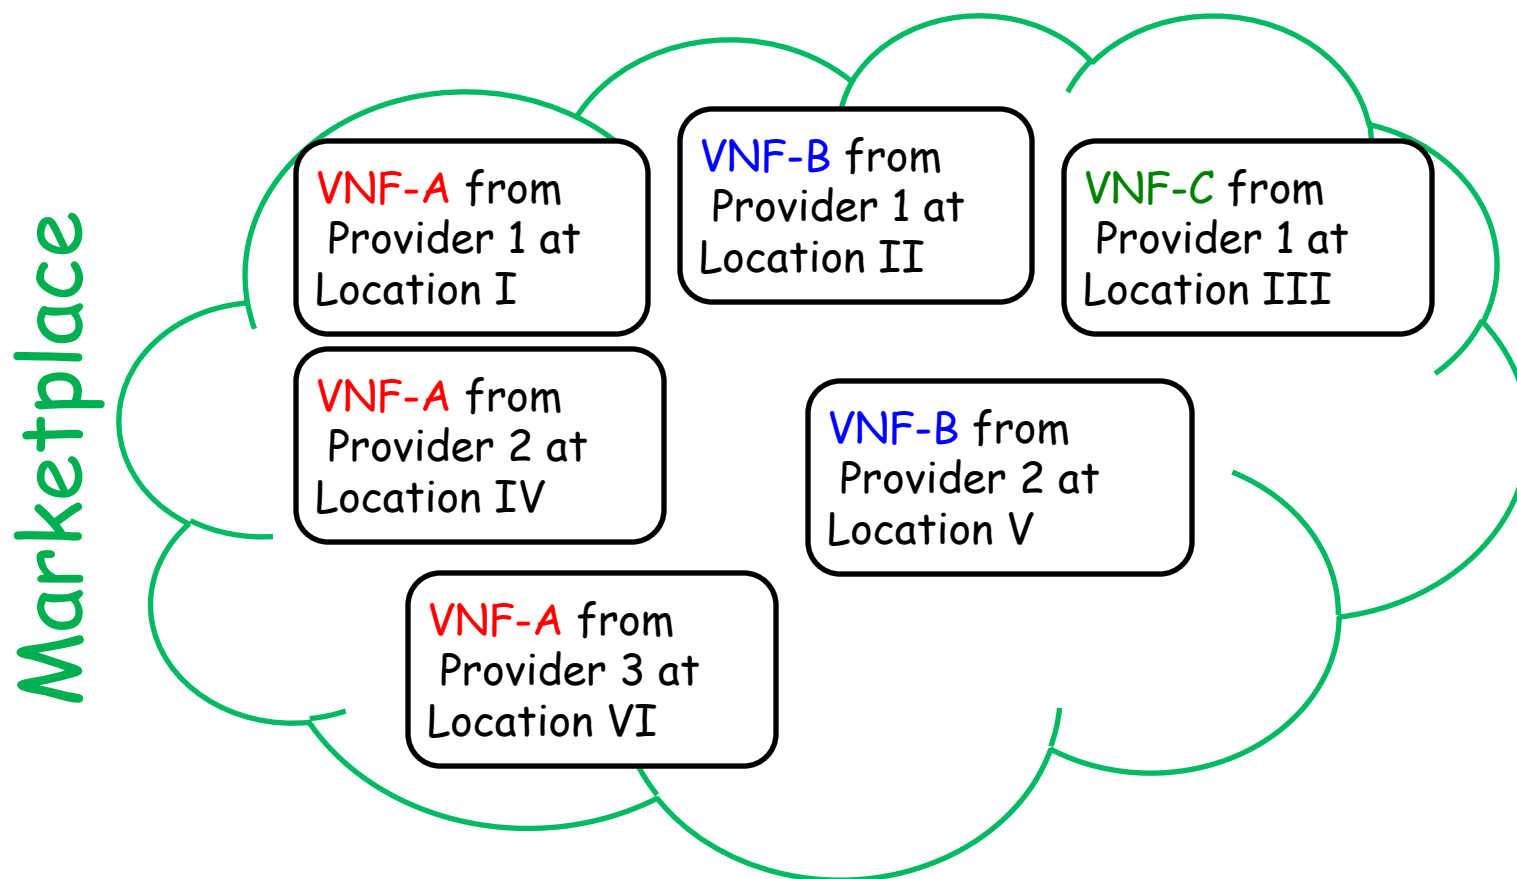 Marketplace
VNF-A from
Provider 1 at
Location I
VNF-B from
Provider 1 at
Location II
VNF-C from
Provider 1 at
Location III
VNF-A from
Provider 2 at
Location IV
VNF-B from
Provider 2 at
Location V
VNF-A from
Provider 3 at
Location VI